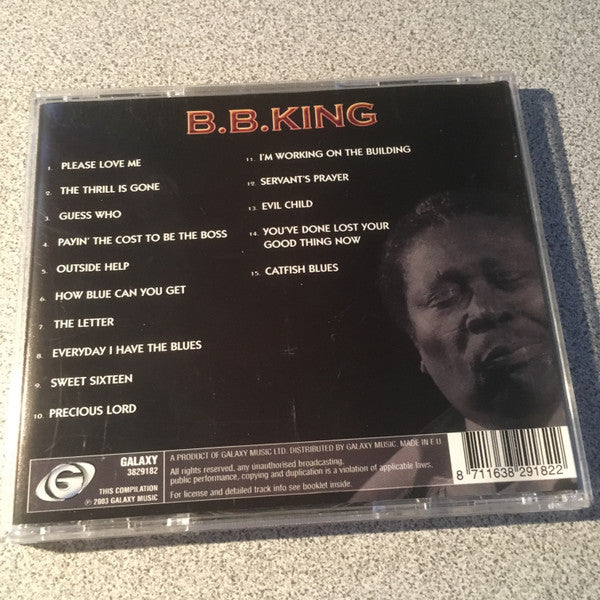 B.B.KING
1. PLEASE LOVE ME
2. THE THRILL IS GONE
3. GUESS WHO
4. PAYIN' THE COST TO BE THE BOSS
5. OUTSIDE HELP
6. HOW BLUE CAN YOU GET
7. THE LETTER
8. EVERYDAY I HAVE THE BLUES
9. SWEET SIXTEEN
10. PRECIOUS LORD
11. I'M WORKING ON THE BUILDING
12. SERVANT'S PRAYER
13. EVIL CHILD
14. YOU'VE DONE LOST YOUR
GOOD THING NOW
15. CATFISH BLUES
G
GALAXY
3829182
THIS COMPILATION
℗ 2003 GALAXY MUSIC
A PRODUCT OF GALAXY MUSIC LTD. DISTRIBUTED BY GALAXY MUSIC. MADE IN E.U
All rights reserved, any unauthorised broadcasting,
public performance, copying and duplication is a violation of applicable laws.
For license and detailed track info see booklet inside.
8 711638 291822